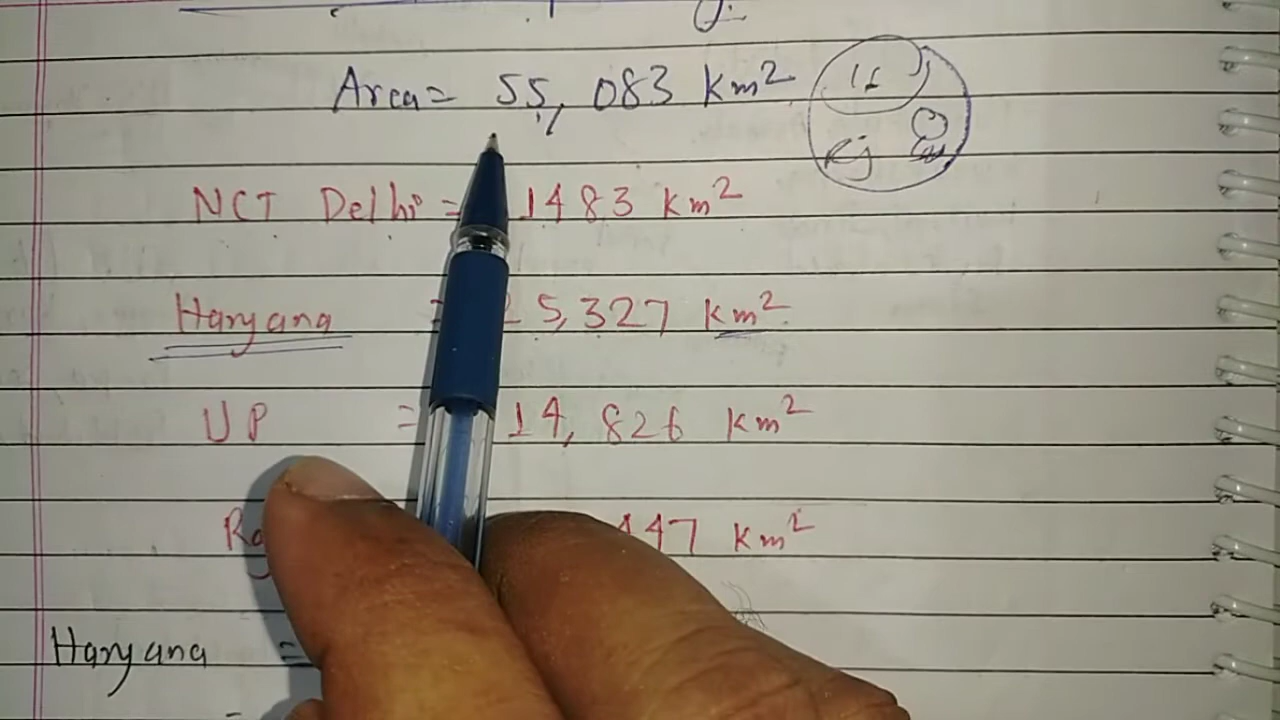 Area = 55,083 Km²
NCT Delhi = 1483 Km²
Haryana = 25,327 Km²
UP = 14,826 Km²
447 Km²
Haryana =